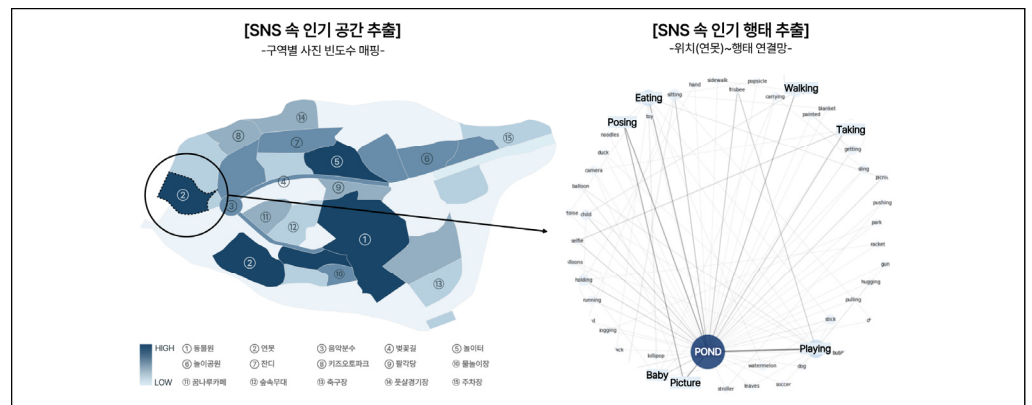 [SNS 속 인기 공간 추출]
-구역별 사진 빈도수 매핑-
⑭
⑧
⑦
⑤
⑥
⑮
②
④
⑨
③
⑪
⑫
①
②
⑩
⑬
HIGH
LOW
① 동물원 ② 연못 ③ 음악분수 ④ 벚꽃길 ⑤ 놀이터
⑥ 놀이공원 ⑦ 잔디 ⑧ 키즈오토파크 ⑨ 팔각당 ⑩ 물놀이장
⑪ 꿈나루카페 ⑫ 숲속무대 ⑬ 축구장 ⑭ 풋살경기장 ⑮ 주차장
[SNS 속 인기 행태 추출]
-위치(연못)~행태 연결망-
sidewalk popsicle
hand frisbee Walking
Eating sitting carrying
blanket
toy painted
Posing Taking
noodles getting
duck
camera sling
picnic
balloon
pushing
child
park
selfie
racket
gun
holding
hugging
running
pulling
jogging
stick
lollipop
POND
Playing
watermelon
dog
Baby
Picture
stroller leaves soccer